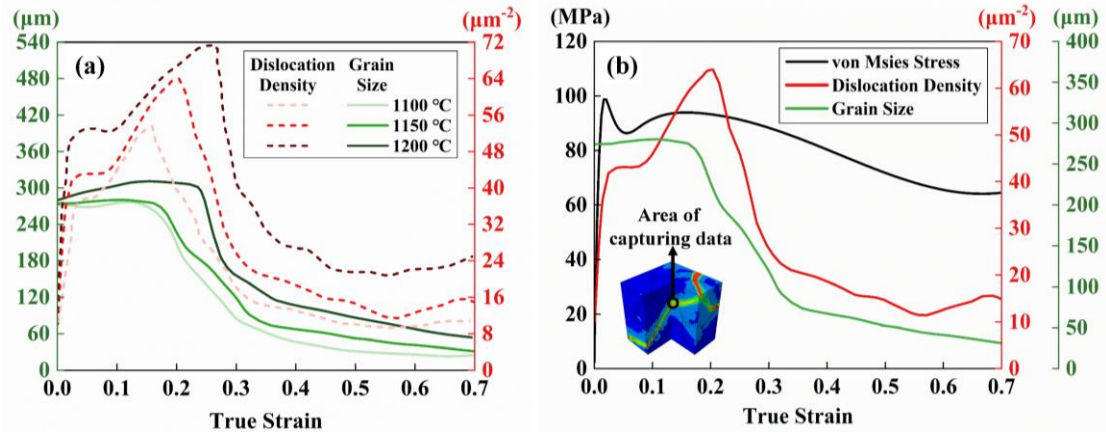 (μm)
(μm⁻²)
540
480
420
360
300
240
180
120
60
0
(a)
Dislocation Grain
Density Size
1100 ℃
1150 ℃
1200 ℃
72
64
56
48
40
32
24
16
8
0
0.0 0.1 0.2 0.3 0.4 0.5 0.6 0.7
True Strain
(MPa)
(μm⁻²)
(μm)
120
100
80
60
40
20
0
(b)
von Msies Stress
Dislocation Density
Grain Size
Area of
capturing data
70
60
50
40
30
20
10
0
400
350
300
250
200
150
100
50
0
0.0 0.1 0.2 0.3 0.4 0.5 0.6 0.7
True Strain